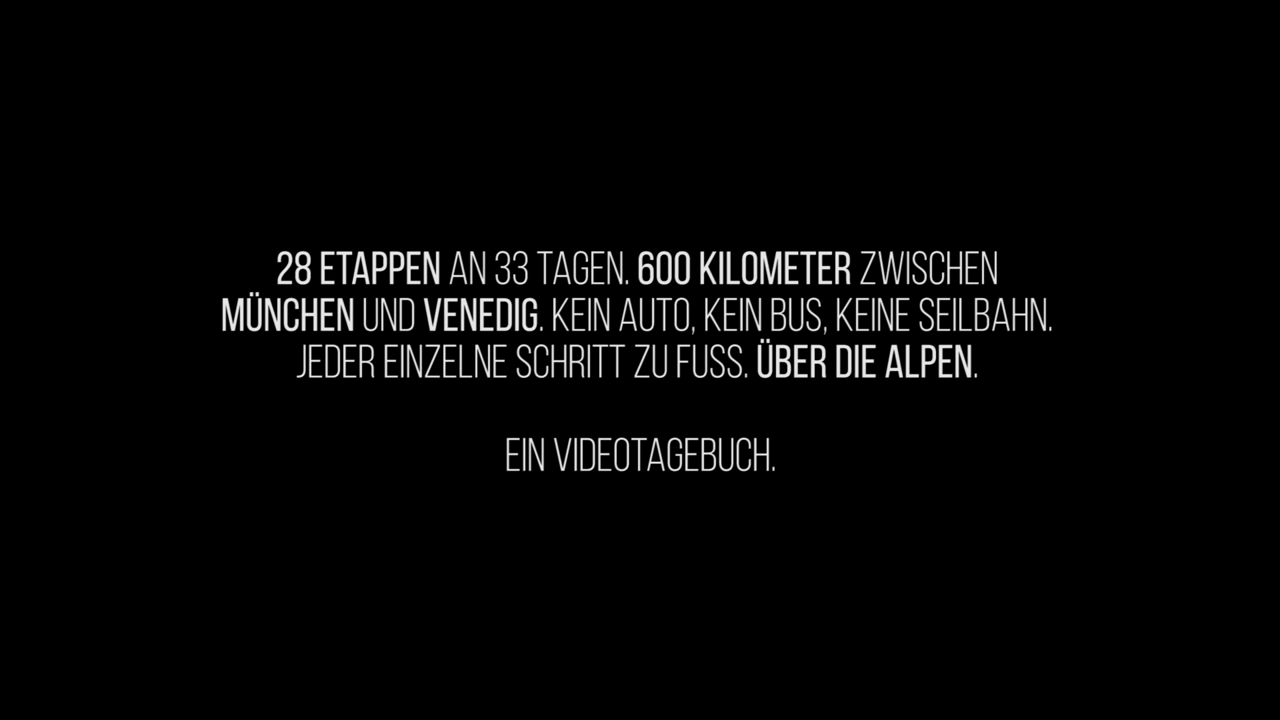 28 ETAPPEN AN 33 TAGEN. 600 KILOMETER ZWISCHEN
MÜNCHEN UND VENEDIG. KEIN AUTO, KEIN BUS, KEINE SEILBAHN.
JEDER EINZELNE SCHRITT ZU FUSS. ÜBER DIE ALPEN.
EIN VIDEOTAGEBUCH.